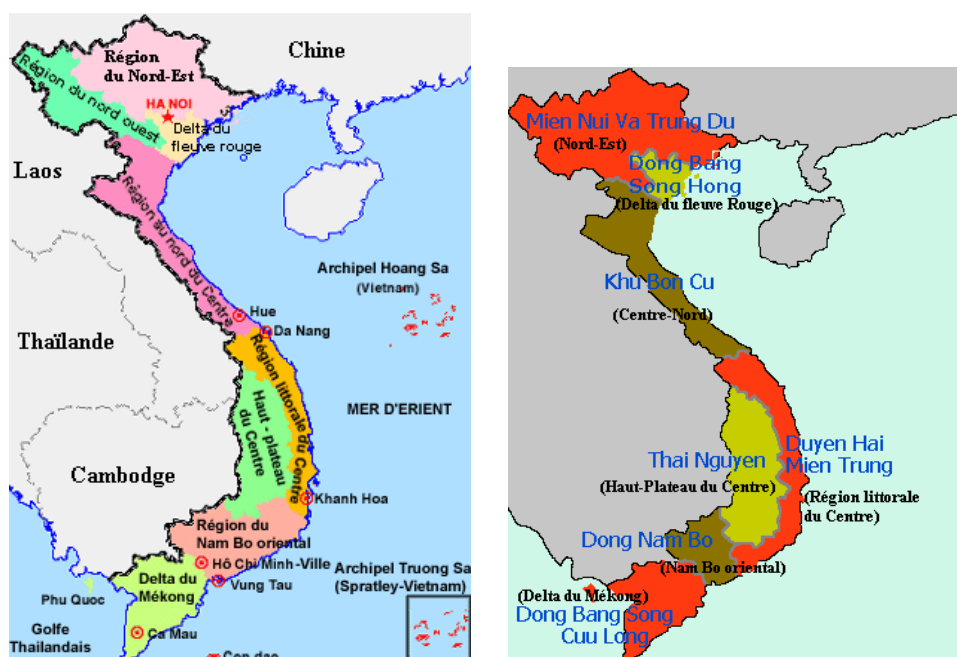 Chine
Région
du Nord-Est
Région du nord ouest
HA NOI
Delta du
fleuve rouge
Laos
Région au nord du Centre
Archipel Hoang Sa
(Vietnam)
Hue
Da Nang
Thaïlande
Région littorale du Centre
MER D'ERIENT
Haut - plateau
du Centre
Cambodge
Khanh Hoa
Région du
Nam Bo oriental
Hô Chi Minh-Ville
Archipel Truong Sa
(Spratley-Vietnam)
Delta du
Mékong
Vung Tau
Phu Quoc
Golfe
Thailandais
Ca Mau
Con dao
Mien Nui Va Trung Du
(Nord-Est)
Dong Bang
Song Hong
(Delta du fleuve Rouge)
Khu Bon Cu
(Centre-Nord)
Duyen Hai
Mien Trung
Thai Nguyen
(Haut-Plateau du Centre)
(Région littorale
du Centre)
Dong Nam Bo
(Nam Bo oriental)
(Delta du Mékong)
Dong Bang Song
Cuu Long